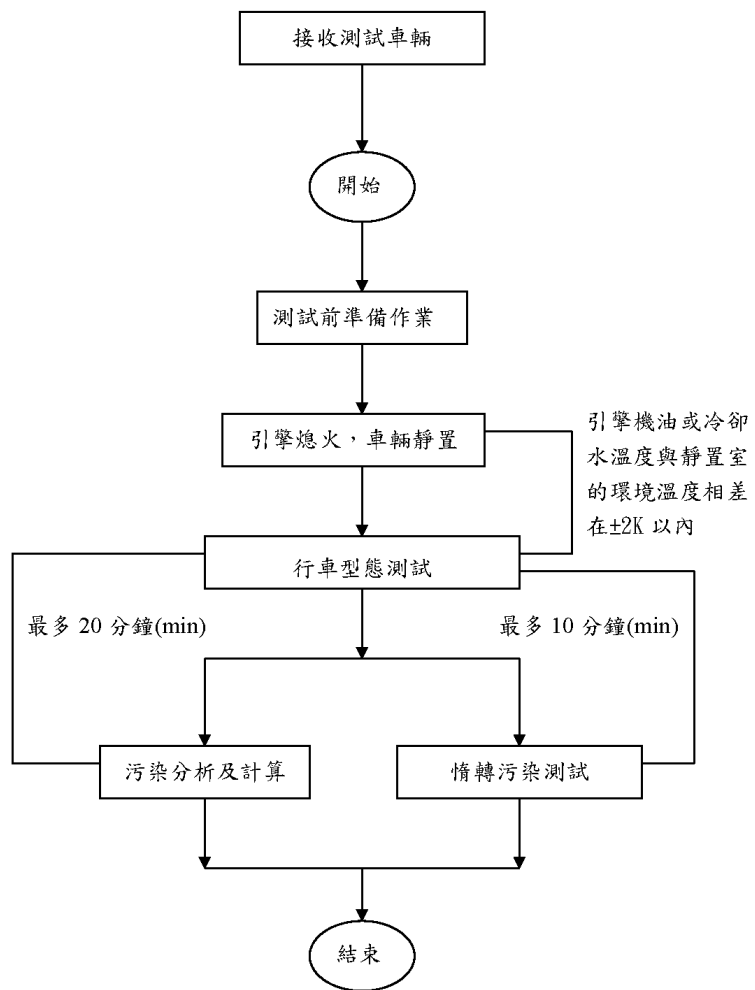 接收測試車輛
開始
測試前準備作業
引擎熄火，車輛靜置
引擎機油或冷卻
水溫度與靜置室
的環境溫度相差
在±2K 以內
行車型態測試
最多 20 分鐘(min)
最多 10 分鐘(min)
污染分析及計算
惰轉污染測試
結束